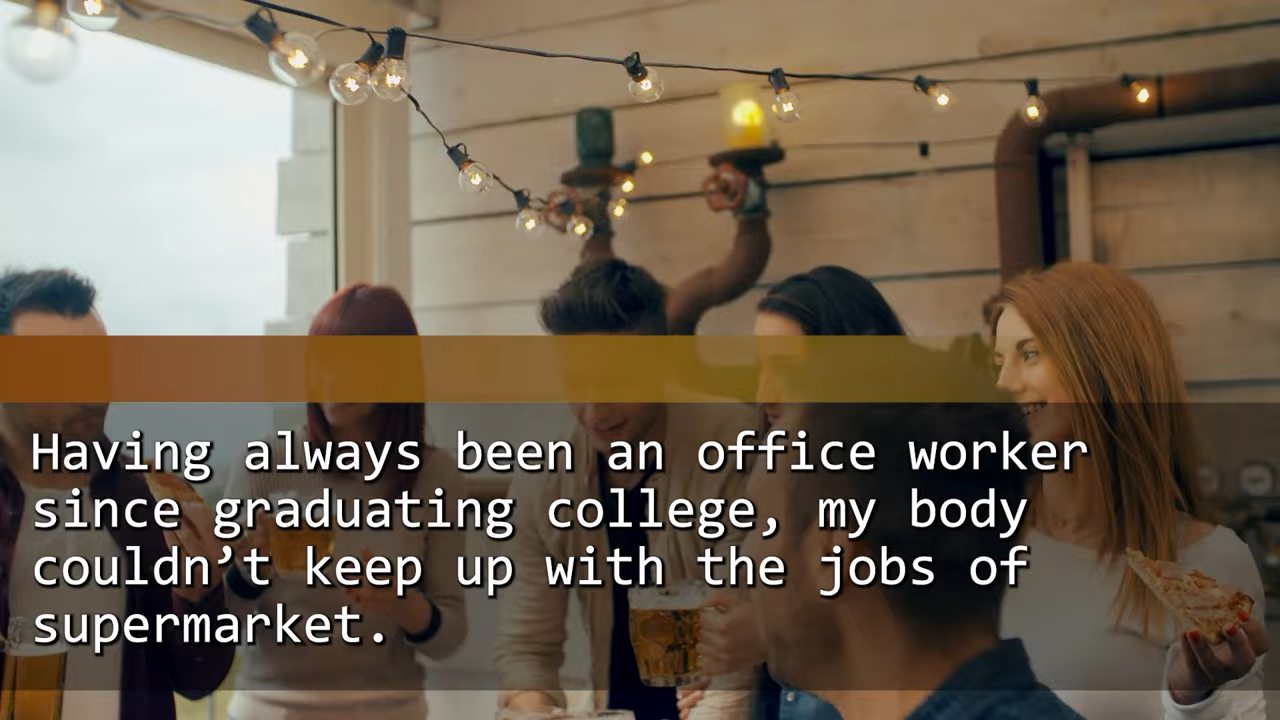 Having always been an office worker
since graduating college, my body
couldn’t keep up with the jobs of
supermarket.